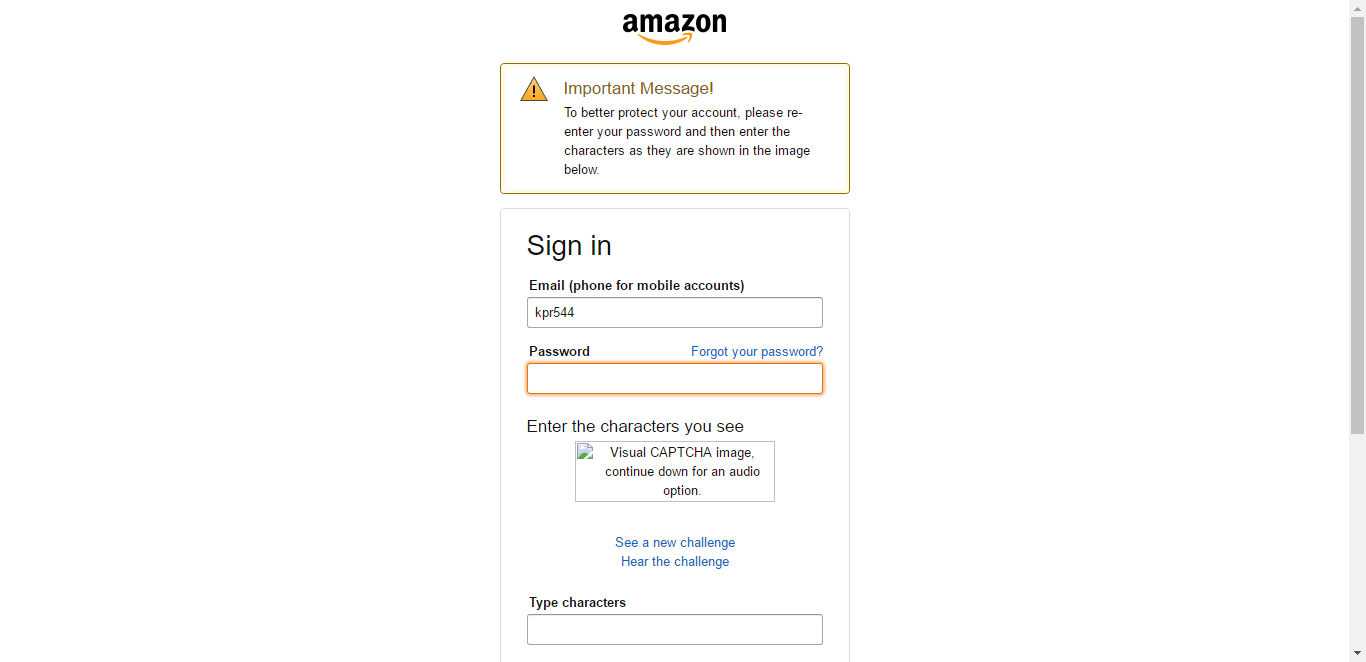 amazon
Important Message!
To better protect your account, please re-
enter your password and then enter the
characters as they are shown in the image
below.
Sign in
Email (phone for mobile accounts)
kpr544
Password
Forgot your password?
Enter the characters you see
Visual CAPTCHA image,
continue down for an audio
option.
See a new challenge
Hear the challenge
Type characters